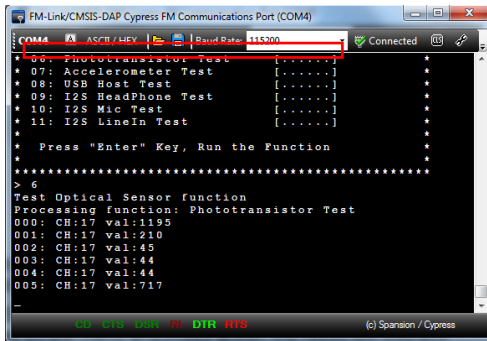 FM-Link/CMSIS-DAP Cypress FM Communications Port (COM4)
COM4 A ASCII / HEX Baud Rate: 115200 Connected CLS
* 06: Phototransistor Test [......] *
* 07: Accelerometer Test [......] *
* 08: USB Host Test [......] *
* 09: I2S HeadPhone Test [......] *
* 10: I2S Mic Test [......] *
* 11: I2S LineIn Test [......] *
* *
* Press "Enter" Key, Run the Function *
* *
******************************************
> 6
Test Optical Sensor function
Processing function: Phototransistor Test
000: CH:17 val:1195
001: CH:17 val:210
002: CH:17 val:45
003: CH:17 val:44
004: CH:17 val:44
005: CH:17 val:717
_
CD CTS DSR RI DTR RTS (c) Spansion / Cypress